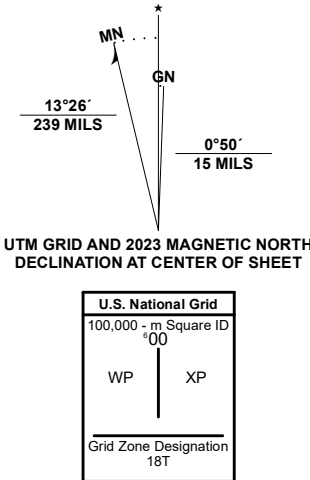 ★
MN
GN
13°26´
239 MILS
0°50´
15 MILS
UTM GRID AND 2023 MAGNETIC NORTH
DECLINATION AT CENTER OF SHEET
U.S. National Grid
100,000 - m Square ID
⁶00
WP XP
Grid Zone Designation
18T